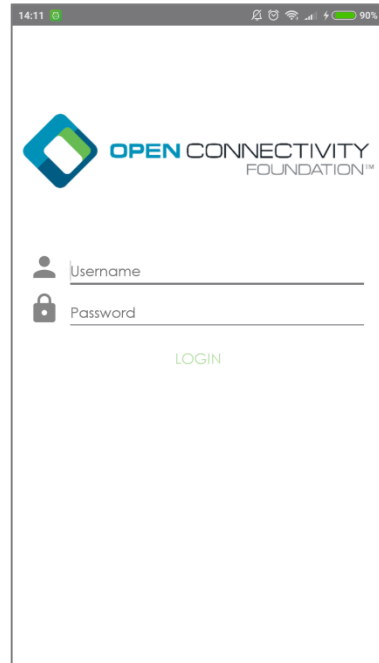 14:11 90%
OPEN CONNECTIVITY
FOUNDATION™
Username
Password
LOGIN